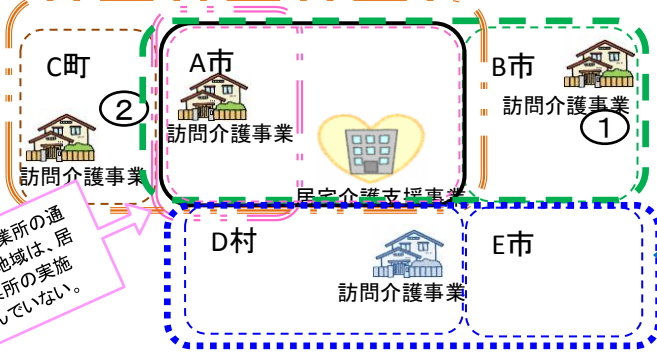 C町
A市
B市
訪問介護事業
①
②
訪問介護事業
訪問介護事業
居宅介護支援事業
業所の通
地域は、居
業所の実施
んでいない。
D村
E市
訪問介護事業